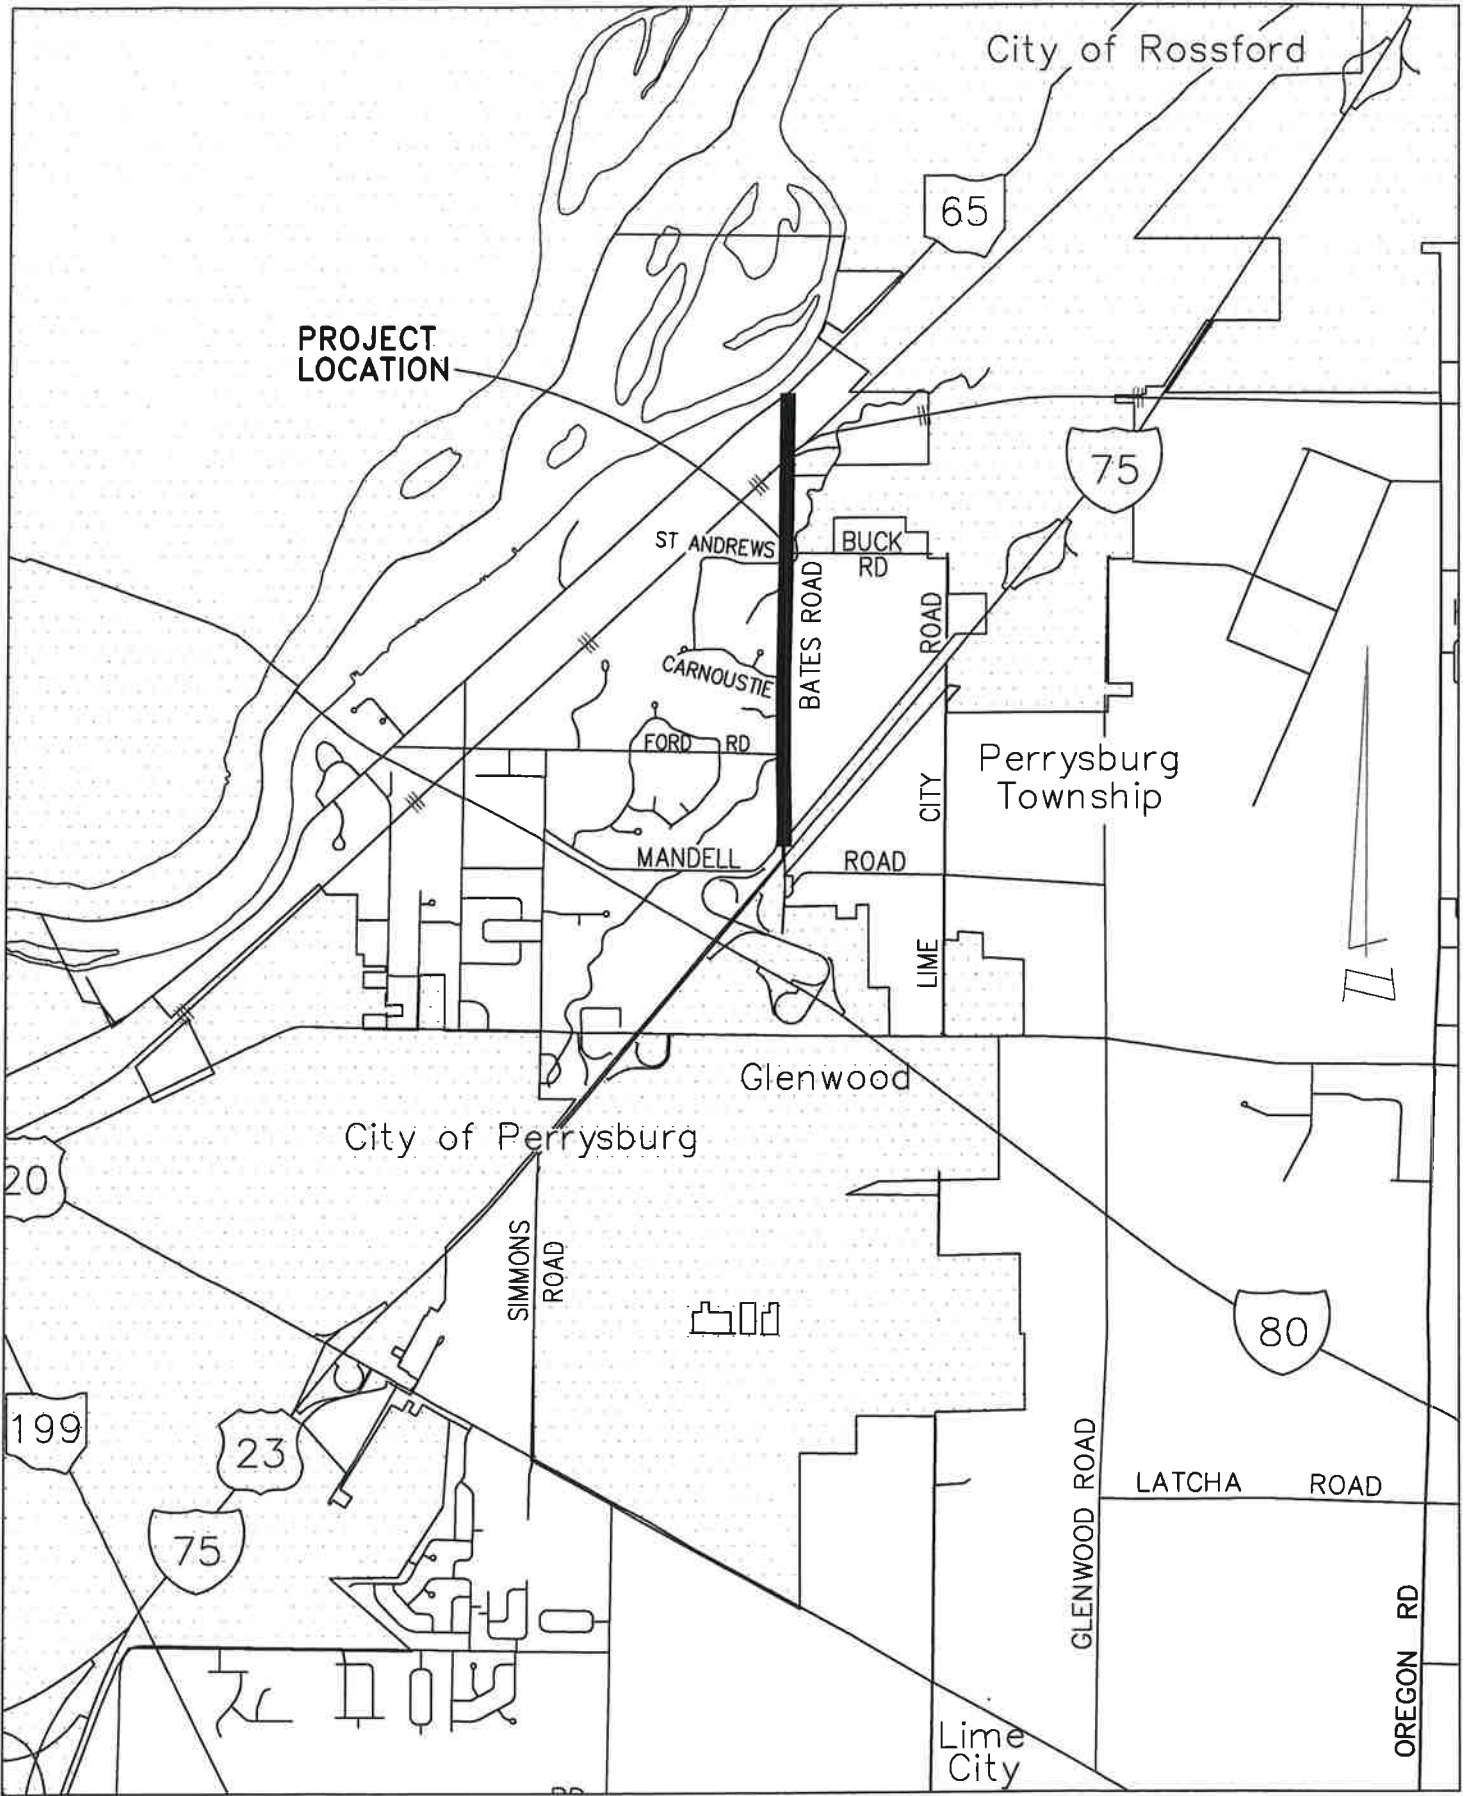 City of Rossford
65
PROJECT
LOCATION
75
ST ANDREWS
BUCK
RD
BATES ROAD
ROAD
CARNOUSTIE
FORD RD
Perrysburg
Township
CITY
MANDELL
ROAD
LIME
Glenwood
City of Perrysburg
20
SIMMONS
ROAD
80
199
23
GLENWOOD ROAD
LATCHA ROAD
75
OREGON RD
Lime
City